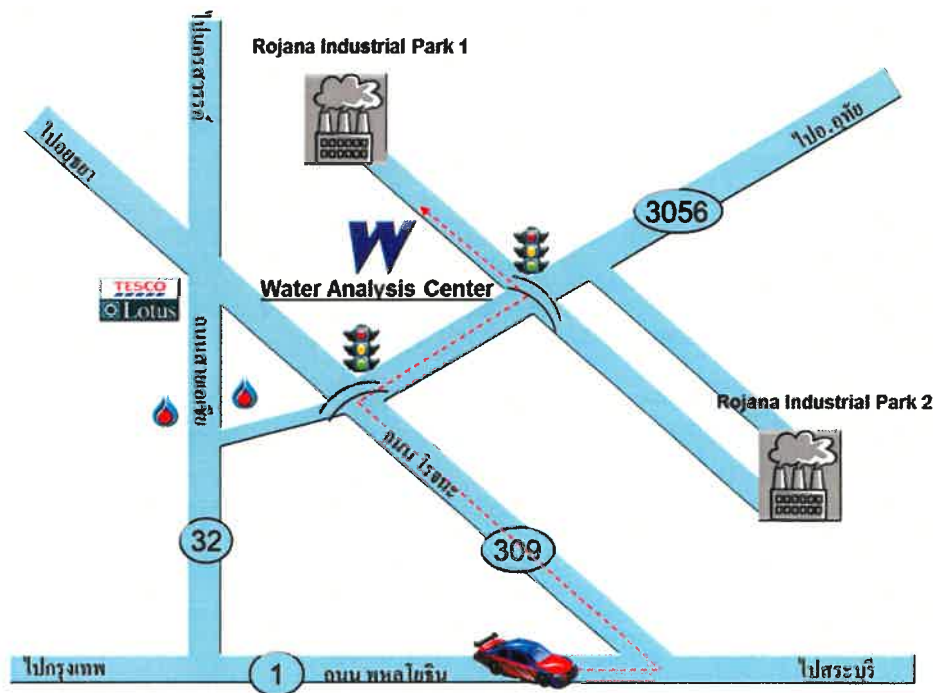 ไปนครสวรรค์
Rojana Industrial Park 1
ไปอยุธยา
ไปอ.อุทัย
3056
W
Water Analysis Center
TESCO
Lotus
ถนนสายเอเซีย
Rojana Industrial Park 2
ถนน โรจนะ
32
309
ไปกรุงเทพ
1
ถนน พหลโยธิน
ไปสระบุรี